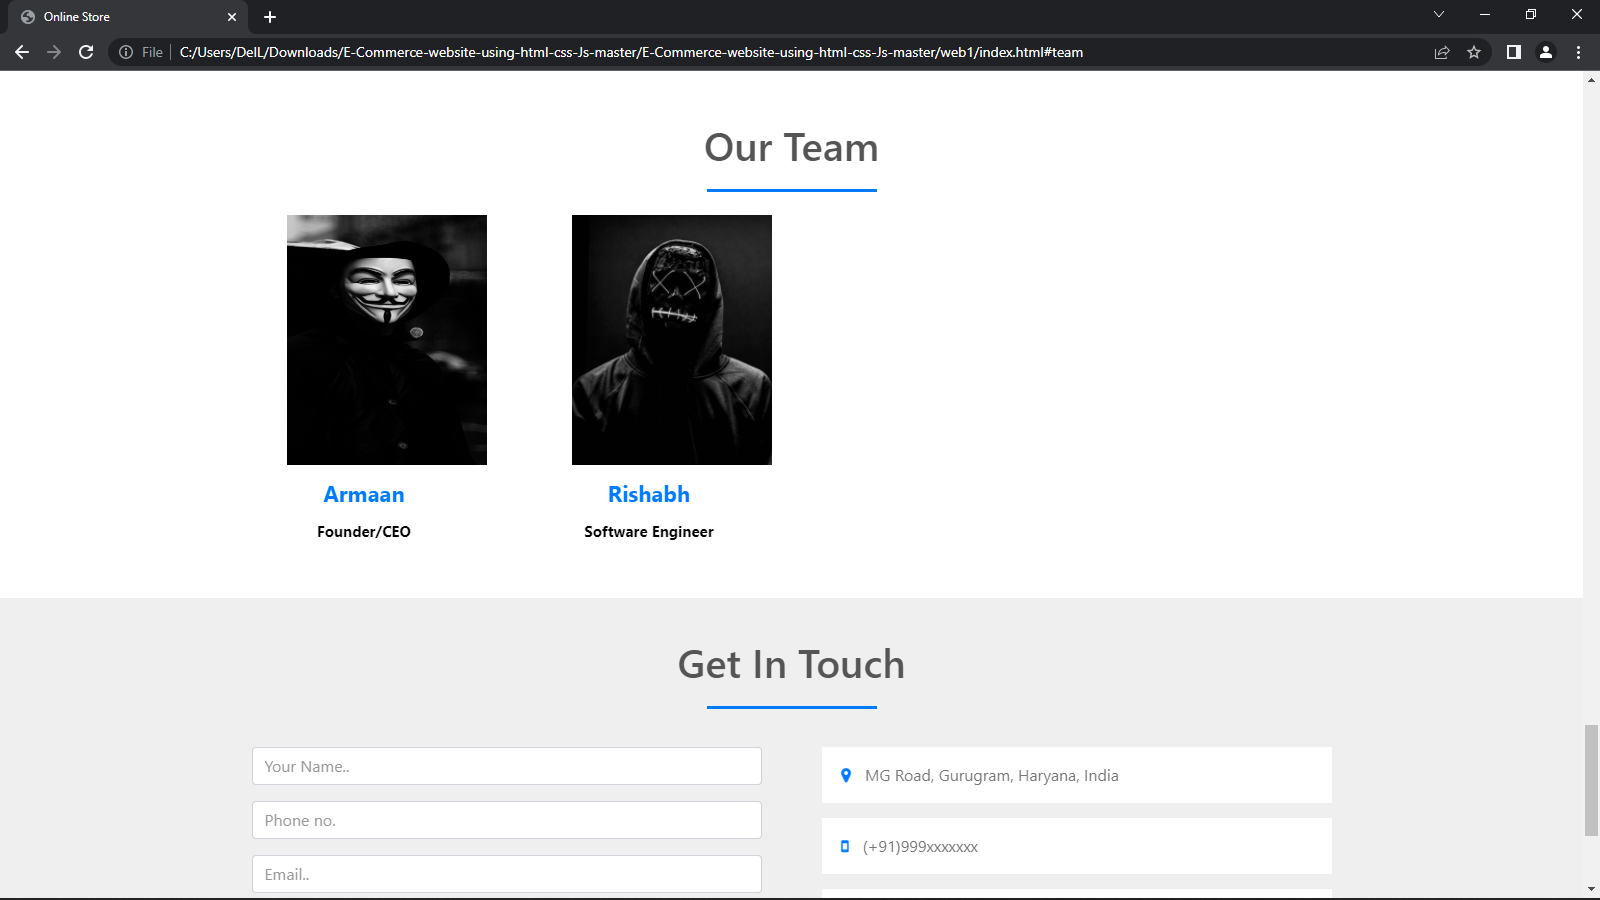 Online Store
File
C:/Users/DelL/Downloads/E-Commerce-website-using-html-css-Js-master/E-Commerce-website-using-html-css-Js-master/web1/index.html#team
Our Team
Armaan
Founder/CEO
Rishabh
Software Engineer
Get In Touch
Your Name..
Phone no.
Email..
MG Road, Gurugram, Haryana, India
(+91)999xxxxxxx